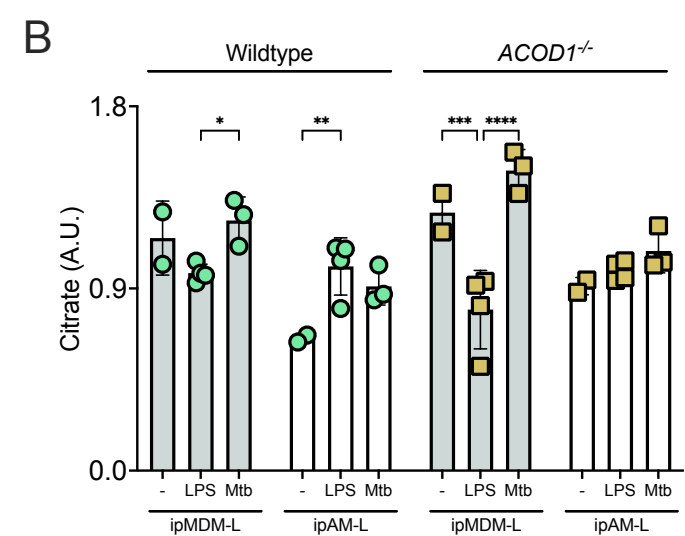 B
Wildtype ACOD1-/-
* ** *** ****
Citrate (A.U.)
1.8
0.9
0.0
- LPS Mtb - LPS Mtb - LPS Mtb - LPS Mtb
ipMDM-L ipAM-L ipMDM-L ipAM-L